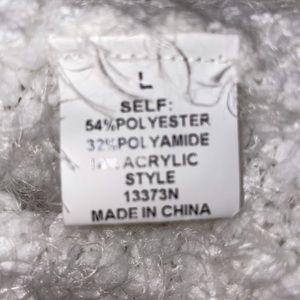 L
SELF:
54%POLYESTER
32%POLYAMIDE
ACRYLIC
STYLE
13373N
MADE IN CHINA